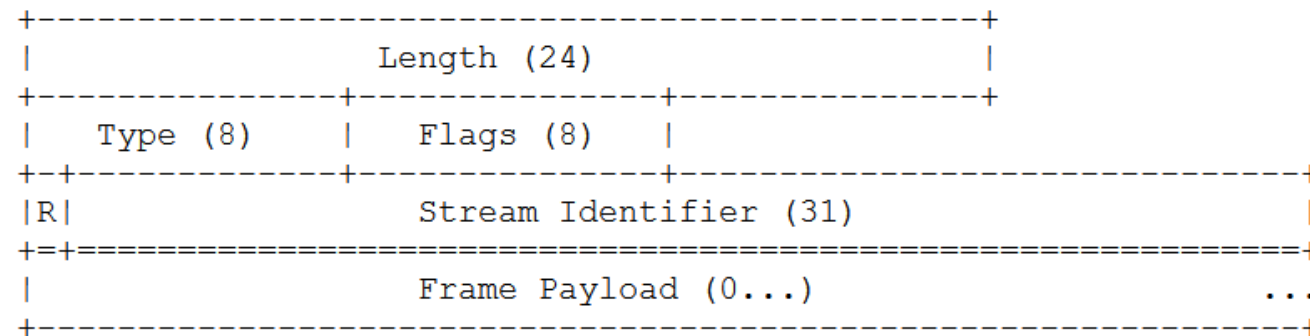 +-----------------------------------------------+
|                 Length (24)                   |
+---------------+---------------+---------------+
|   Type (8)    |   Flags (8)   |
+-+-------------+---------------+-------------------------------+
|R|                 Stream Identifier (31)                      |
+=+=============================================================+
|                   Frame Payload (0...)                      ...
+---------------------------------------------------------------+